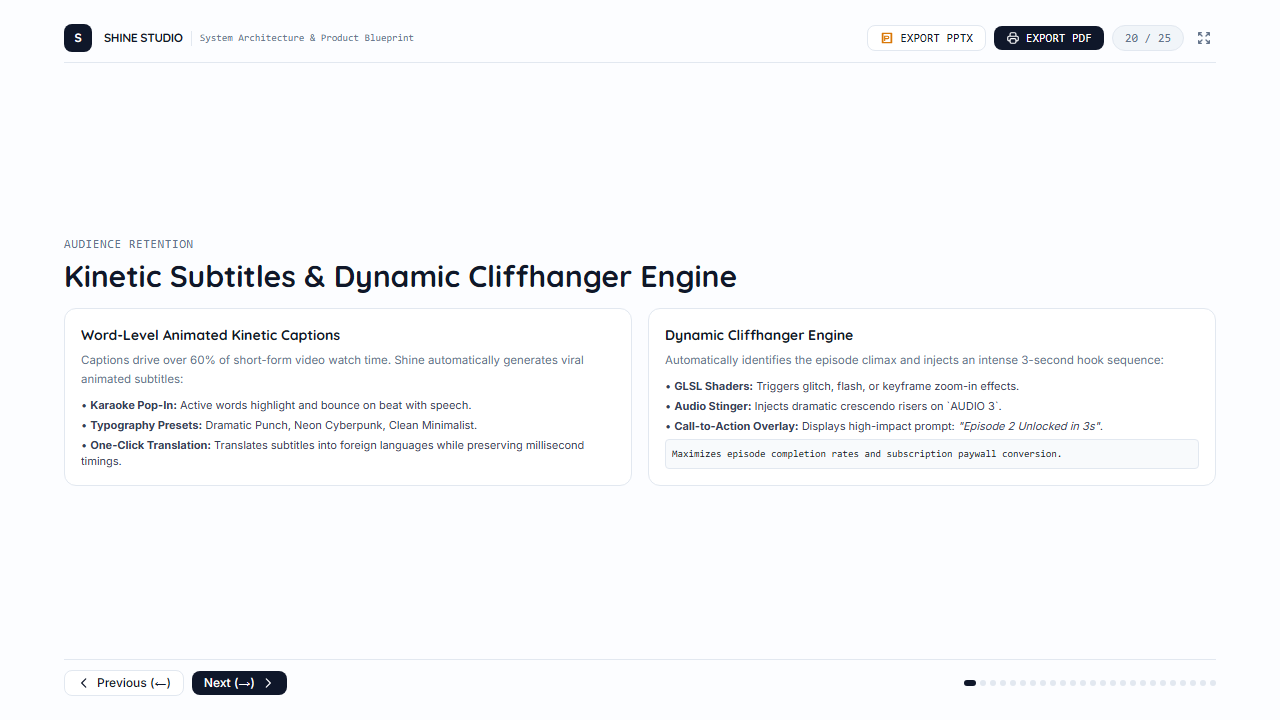 S
SHINE STUDIO
System Architecture & Product Blueprint
EXPORT PPTX
EXPORT PDF
20 / 25
AUDIENCE RETENTION
Kinetic Subtitles & Dynamic Cliffhanger Engine
Word-Level Animated Kinetic Captions
Captions drive over 60% of short-form video watch time. Shine automatically generates viral
animated subtitles:
• Karaoke Pop-In: Active words highlight and bounce on beat with speech.
• Typography Presets: Dramatic Punch, Neon Cyberpunk, Clean Minimalist.
• One-Click Translation: Translates subtitles into foreign languages while preserving millisecond
timings.
Dynamic Cliffhanger Engine
Automatically identifies the episode climax and injects an intense 3-second hook sequence:
• GLSL Shaders: Triggers glitch, flash, or keyframe zoom-in effects.
• Audio Stinger: Injects dramatic crescendo risers on `AUDIO 3`.
• Call-to-Action Overlay: Displays high-impact prompt: "Episode 2 Unlocked in 3s".
Maximizes episode completion rates and subscription paywall conversion.
Previous (←)
Next (→)